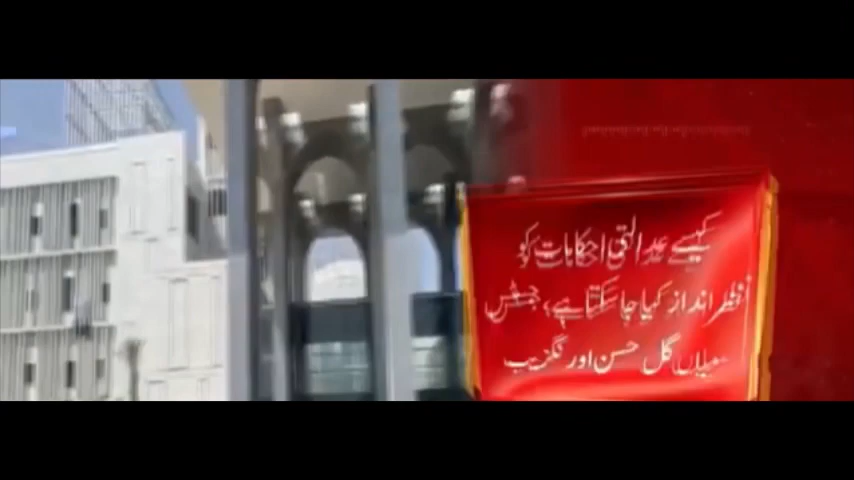 کیسے عدالتی احکامات کو
نظر انداز کیا جا سکتا ہے، جسٹس
میاں گل حسن اورنگزیب